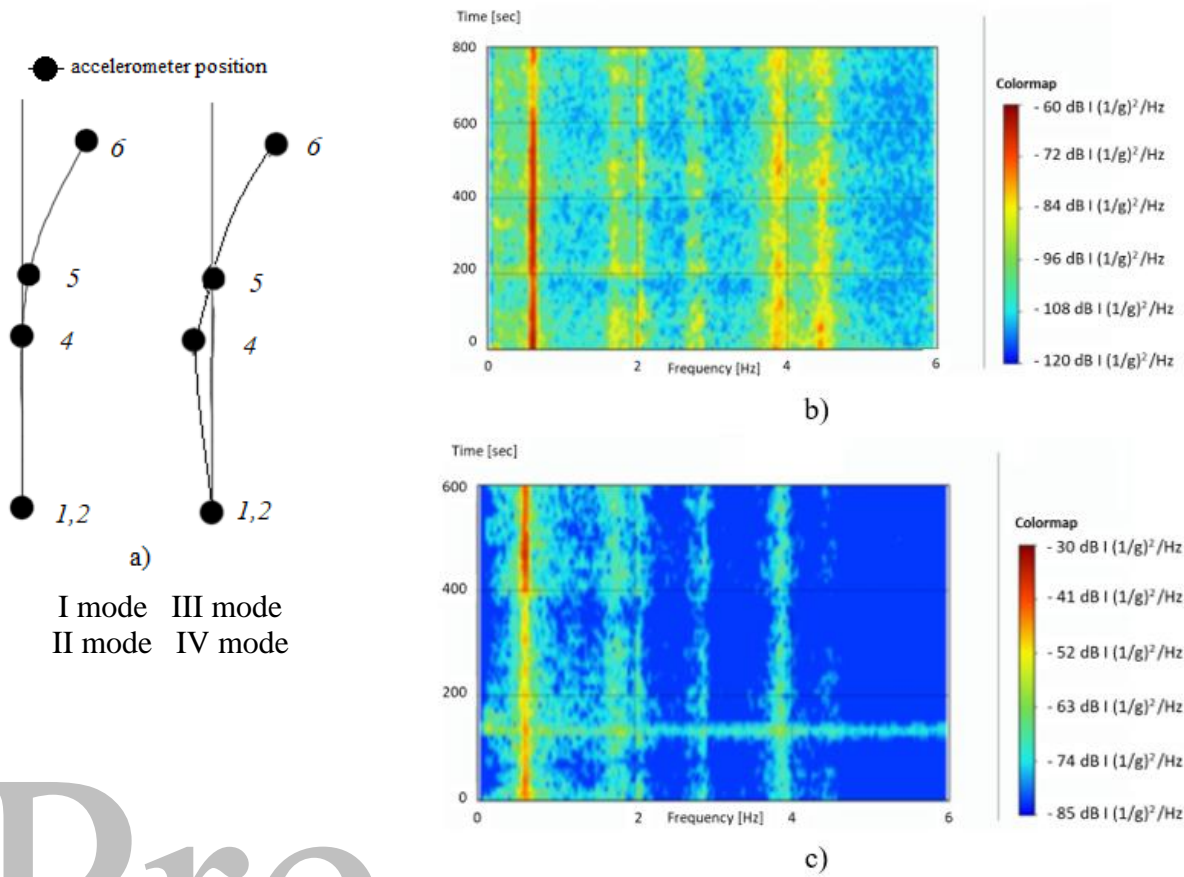 accelerometer position
6
5
4
1,2
6
5
4
1,2
a)
I mode III mode
II mode IV mode
Time [sec]
800
600
400
200
0
0 2 4 6
Frequency [Hz]
Colormap
- 60 dB I (1/g)²/Hz
- 72 dB I (1/g)²/Hz
- 84 dB I (1/g)²/Hz
- 96 dB I (1/g)²/Hz
- 108 dB I (1/g)²/Hz
- 120 dB I (1/g)²/Hz
b)
Time [sec]
600
400
200
0
0 2 4 6
Frequency [Hz]
Colormap
- 30 dB I (1/g)²/Hz
- 41 dB I (1/g)²/Hz
- 52 dB I (1/g)²/Hz
- 63 dB I (1/g)²/Hz
- 74 dB I (1/g)²/Hz
- 85 dB I (1/g)²/Hz
c)
Pro